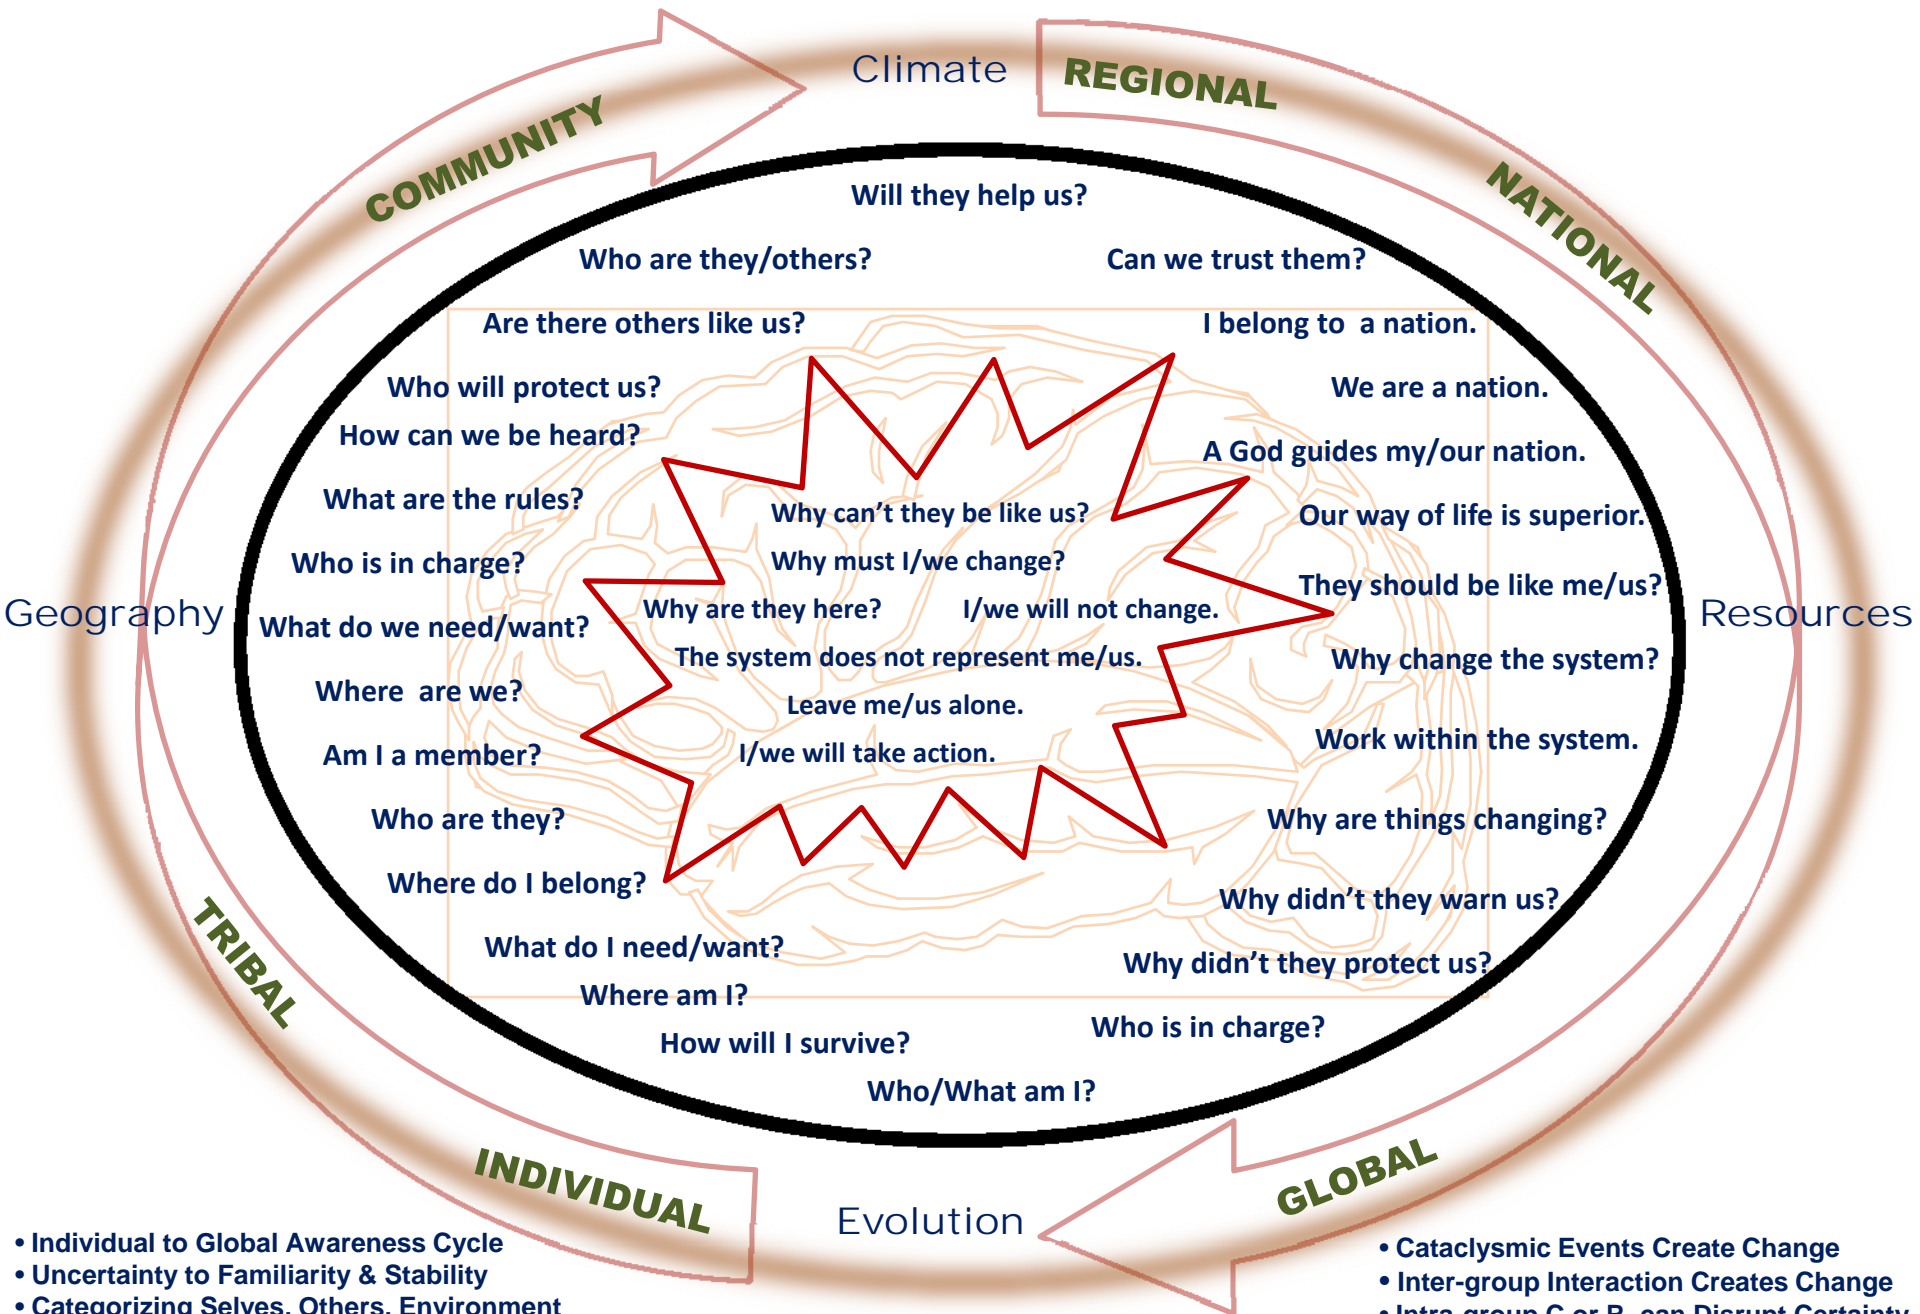 Climate
REGIONAL
COMMUNITY
NATIONAL
Will they help us?
Who are they/others?
Can we trust them?
Are there others like us?
I belong to a nation.
Who will protect us?
We are a nation.
How can we be heard?
A God guides my/our nation.
What are the rules?
Why can't they be like us?
Our way of life is superior.
Who is in charge?
Why must I/we change?
They should be like me/us?
Geography
What do we need/want?
Why are they here?
I/we will not change.
Resources
The system does not represent me/us.
Why change the system?
Where are we?
Leave me/us alone.
Am I a member?
I/we will take action.
Work within the system.
Who are they?
Why are things changing?
Where do I belong?
Why didn't they warn us?
TRIBAL
What do I need/want?
Why didn't they protect us?
Where am I?
How will I survive?
Who is in charge?
Who/What am I?
INDIVIDUAL
GLOBAL
Evolution
• Individual to Global Awareness Cycle
• Uncertainty to Familiarity & Stability
• Categorizing Selves, Others, Environment
• Cataclysmic Events Create Change
• Inter-group Interaction Creates Change
• Intra-group C or B can Disrupt Certainty